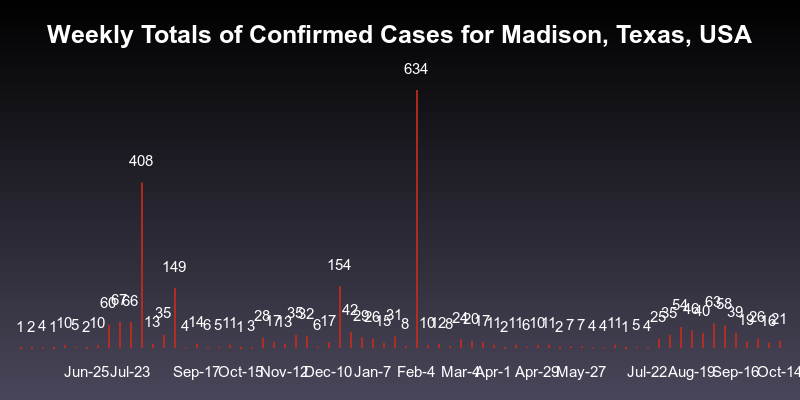 Weekly Totals of Confirmed Cases for Madison, Texas, USA
1 2 4 1 10 5 2 10 60 67 66 408 13 35 149 4 14 6 5 11 1 3 28 17 13 35 32 6 17 154 42 29 26 15 31 8 634 10 12 8 24 20 17 11 2 11 6 10 11 2 7 7 4 4 11 1 5 4 25 35 54 46 40 63 58 39 19 26 16 21
Jun-25 Jul-23 Sep-17 Oct-15 Nov-12 Dec-10 Jan-7 Feb-4 Mar-4 Apr-1 Apr-29 May-27 Jul-22 Aug-19 Sep-16 Oct-14